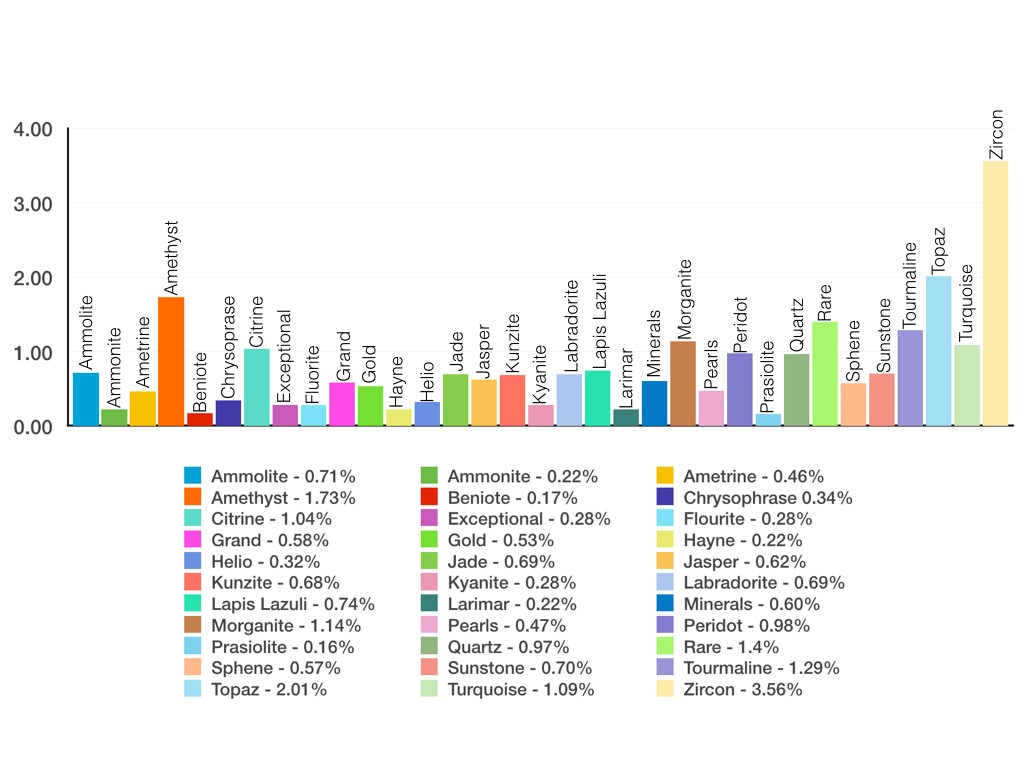 4.00
3.00
2.00
1.00
0.00
Ammolite
Ammonite
Ametrine
Amethyst
Beniote
Chrysoprase
Citrine
Exceptional
Fluorite
Grand
Gold
Hayne
Helio
Jade
Jasper
Kunzite
Kyanite
Labradorite
Lapis Lazuli
Larimar
Minerals
Morganite
Pearls
Peridot
Prasiolite
Quartz
Rare
Sphene
Sunstone
Tourmaline
Topaz
Turquoise
Zircon
Ammolite - 0.71% Ammonite - 0.22% Ametrine - 0.46%
Amethyst - 1.73% Beniote - 0.17% Chrysophrase 0.34%
Citrine - 1.04% Exceptional - 0.28% Flourite - 0.28%
Grand - 0.58% Gold - 0.53% Hayne - 0.22%
Helio - 0.32% Jade - 0.69% Jasper - 0.62%
Kunzite - 0.68% Kyanite - 0.28% Labradorite - 0.69%
Lapis Lazuli - 0.74% Larimar - 0.22% Minerals - 0.60%
Morganite - 1.14% Pearls - 0.47% Peridot - 0.98%
Prasiolite - 0.16% Quartz - 0.97% Rare - 1.4%
Sphene - 0.57% Sunstone - 0.70% Tourmaline - 1.29%
Topaz - 2.01% Turquoise - 1.09% Zircon - 3.56%